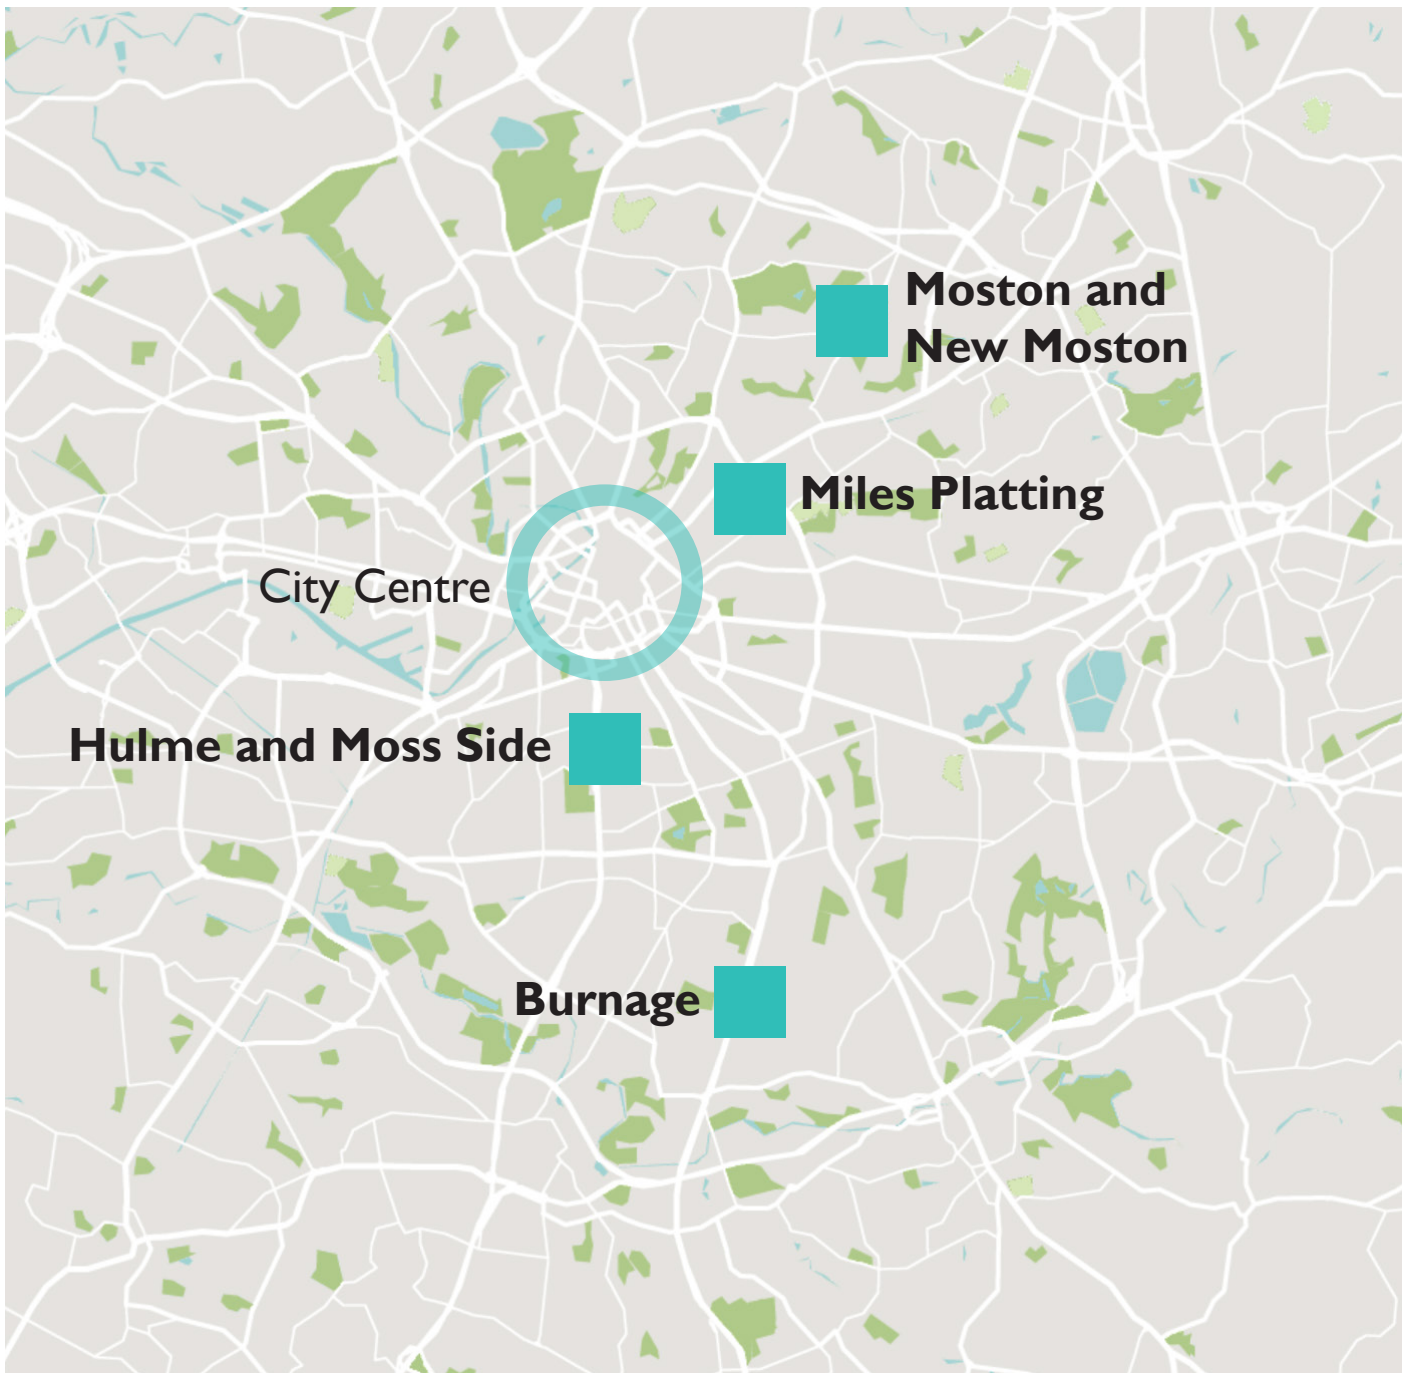 Moston and
New Moston
Miles Platting
City Centre
Hulme and Moss Side
Burnage